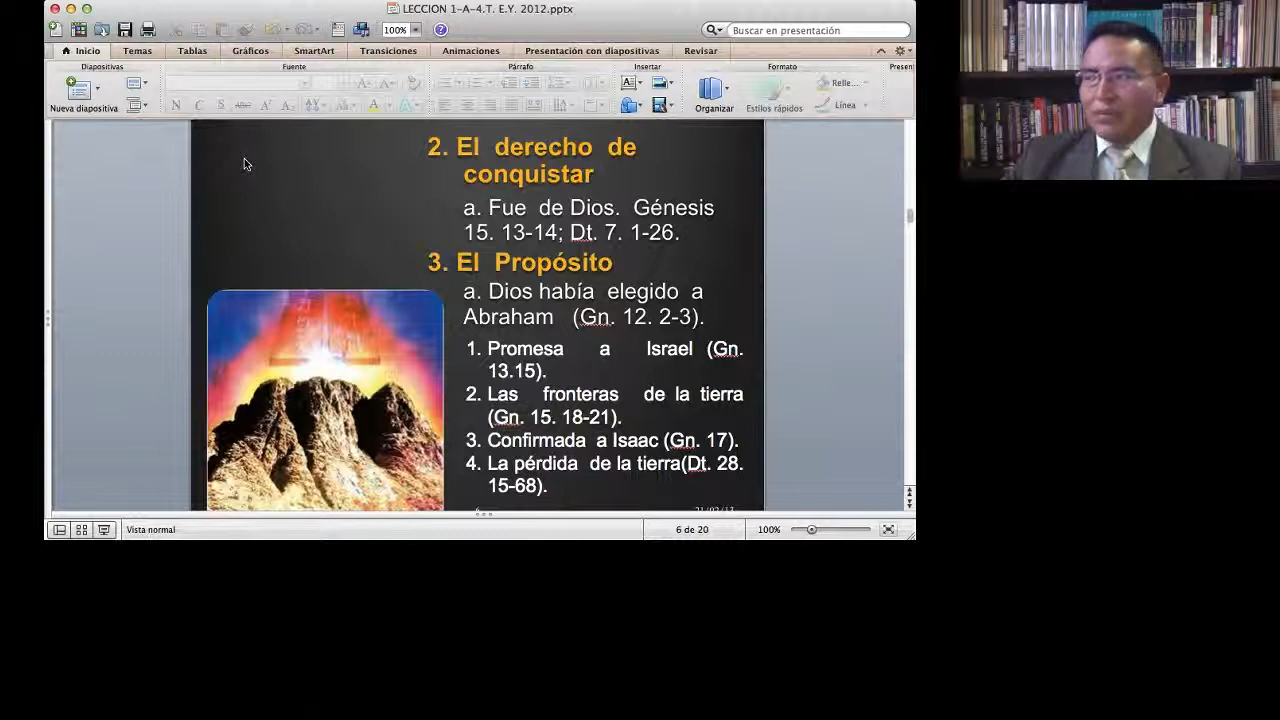 LECCION 1-A-4.T. E.Y. 2012.pptx
100%
Buscar en presentación
Inicio
Temas
Tablas
Gráficos
SmartArt
Transiciones
Animaciones
Presentación con diapositivas
Revisar
Diapositivas
Fuente
Párrafo
Insertar
Formato
Presen
Nueva diapositiva
Organizar
Estilos rápidos
Relle...
Línea
2. El derecho de
conquistar
a. Fue de Dios. Génesis
15. 13-14; Dt. 7. 1-26.
3. El Propósito
a. Dios había elegido a
Abraham (Gn. 12. 2-3).
1. Promesa a Israel (Gn.
13.15).
2. Las fronteras de la tierra
(Gn. 15. 18-21).
3. Confirmada a Isaac (Gn. 17).
4. La pérdida de la tierra(Dt. 28.
15-68).
Vista normal
6 de 20
100%